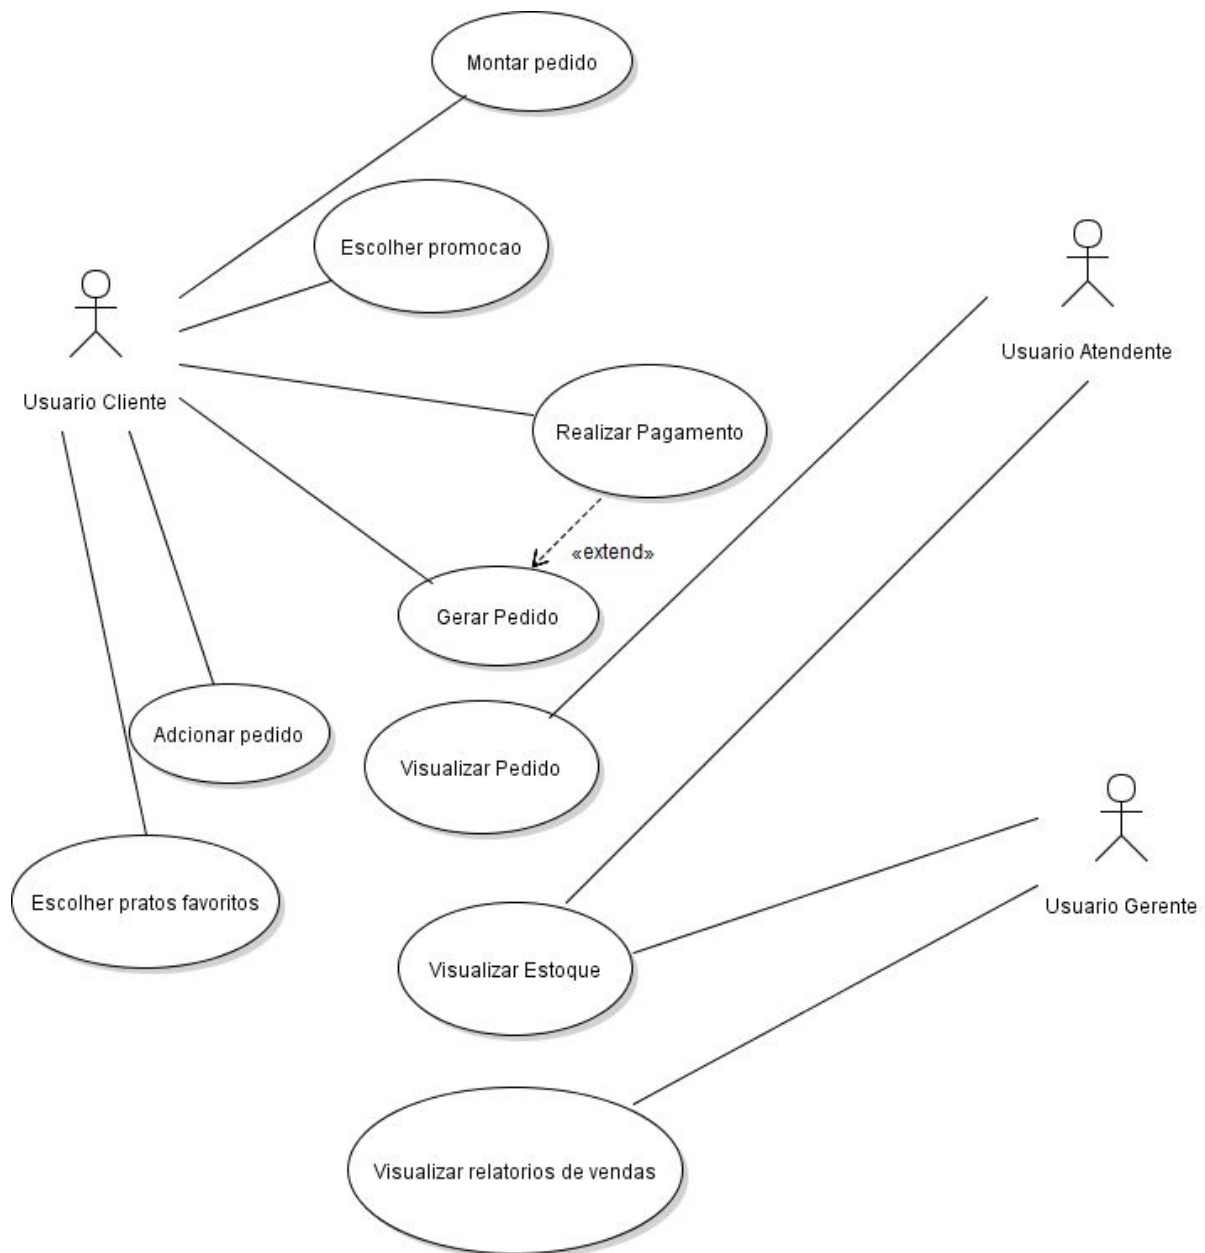 Montar pedido
Escolher promocao
Usuario Atendente
Usuario Cliente
Realizar Pagamento
«extend»
Gerar Pedido
Adcionar pedido
Visualizar Pedido
Escolher pratos favoritos
Usuario Gerente
Visualizar Estoque
Visualizar relatorios de vendas